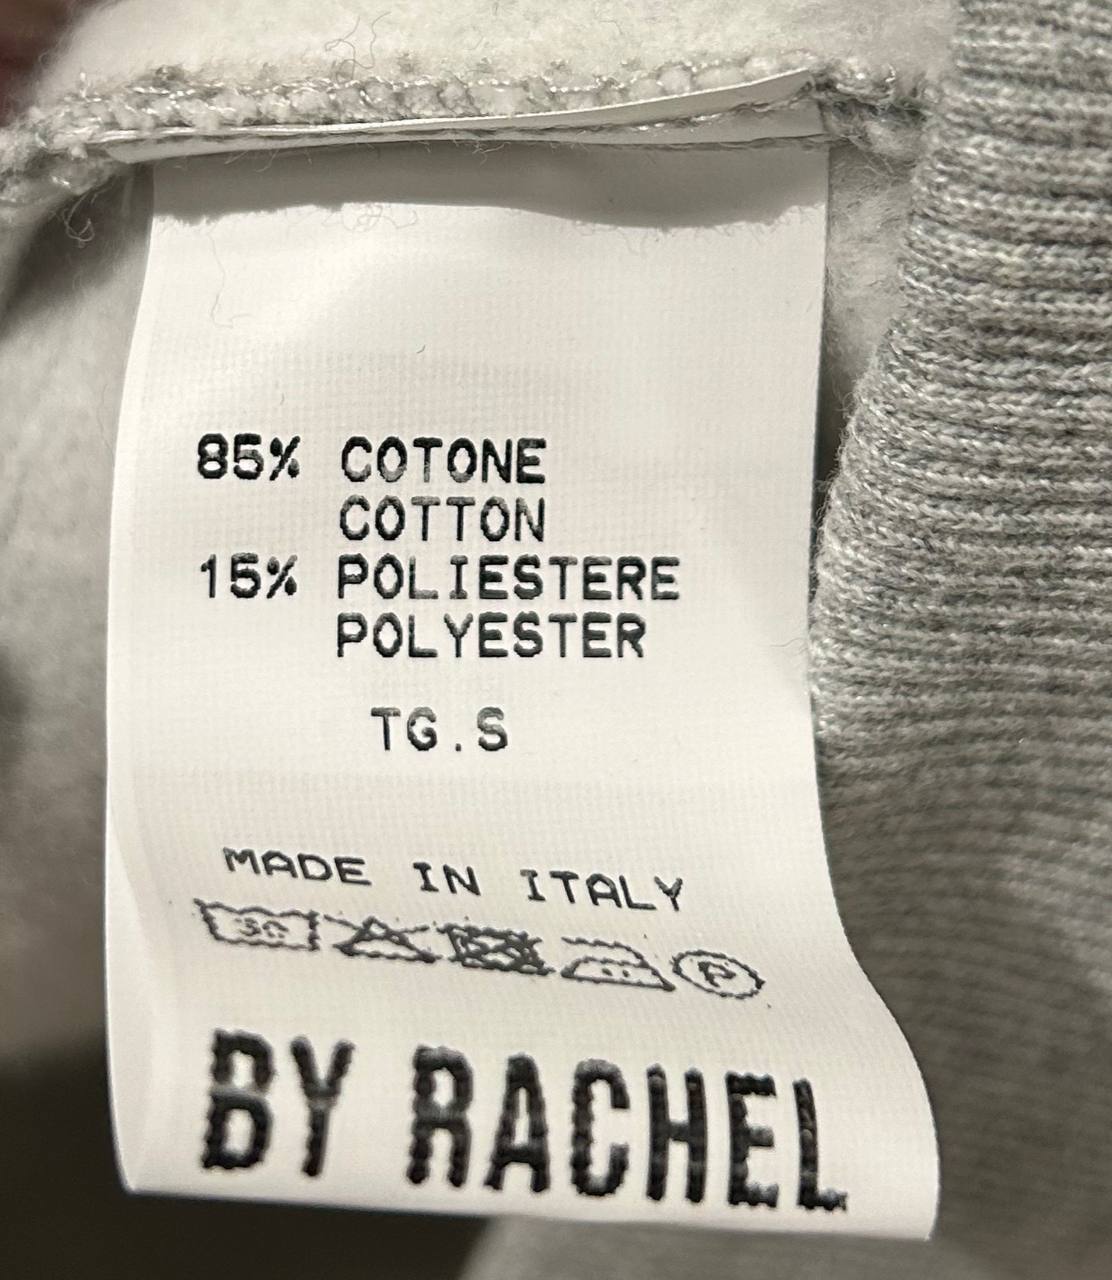 85% COTONE
COTTON
15% POLIESTERE
POLYESTER
TG.S
MADE IN ITALY
30 P
BY RACHEL